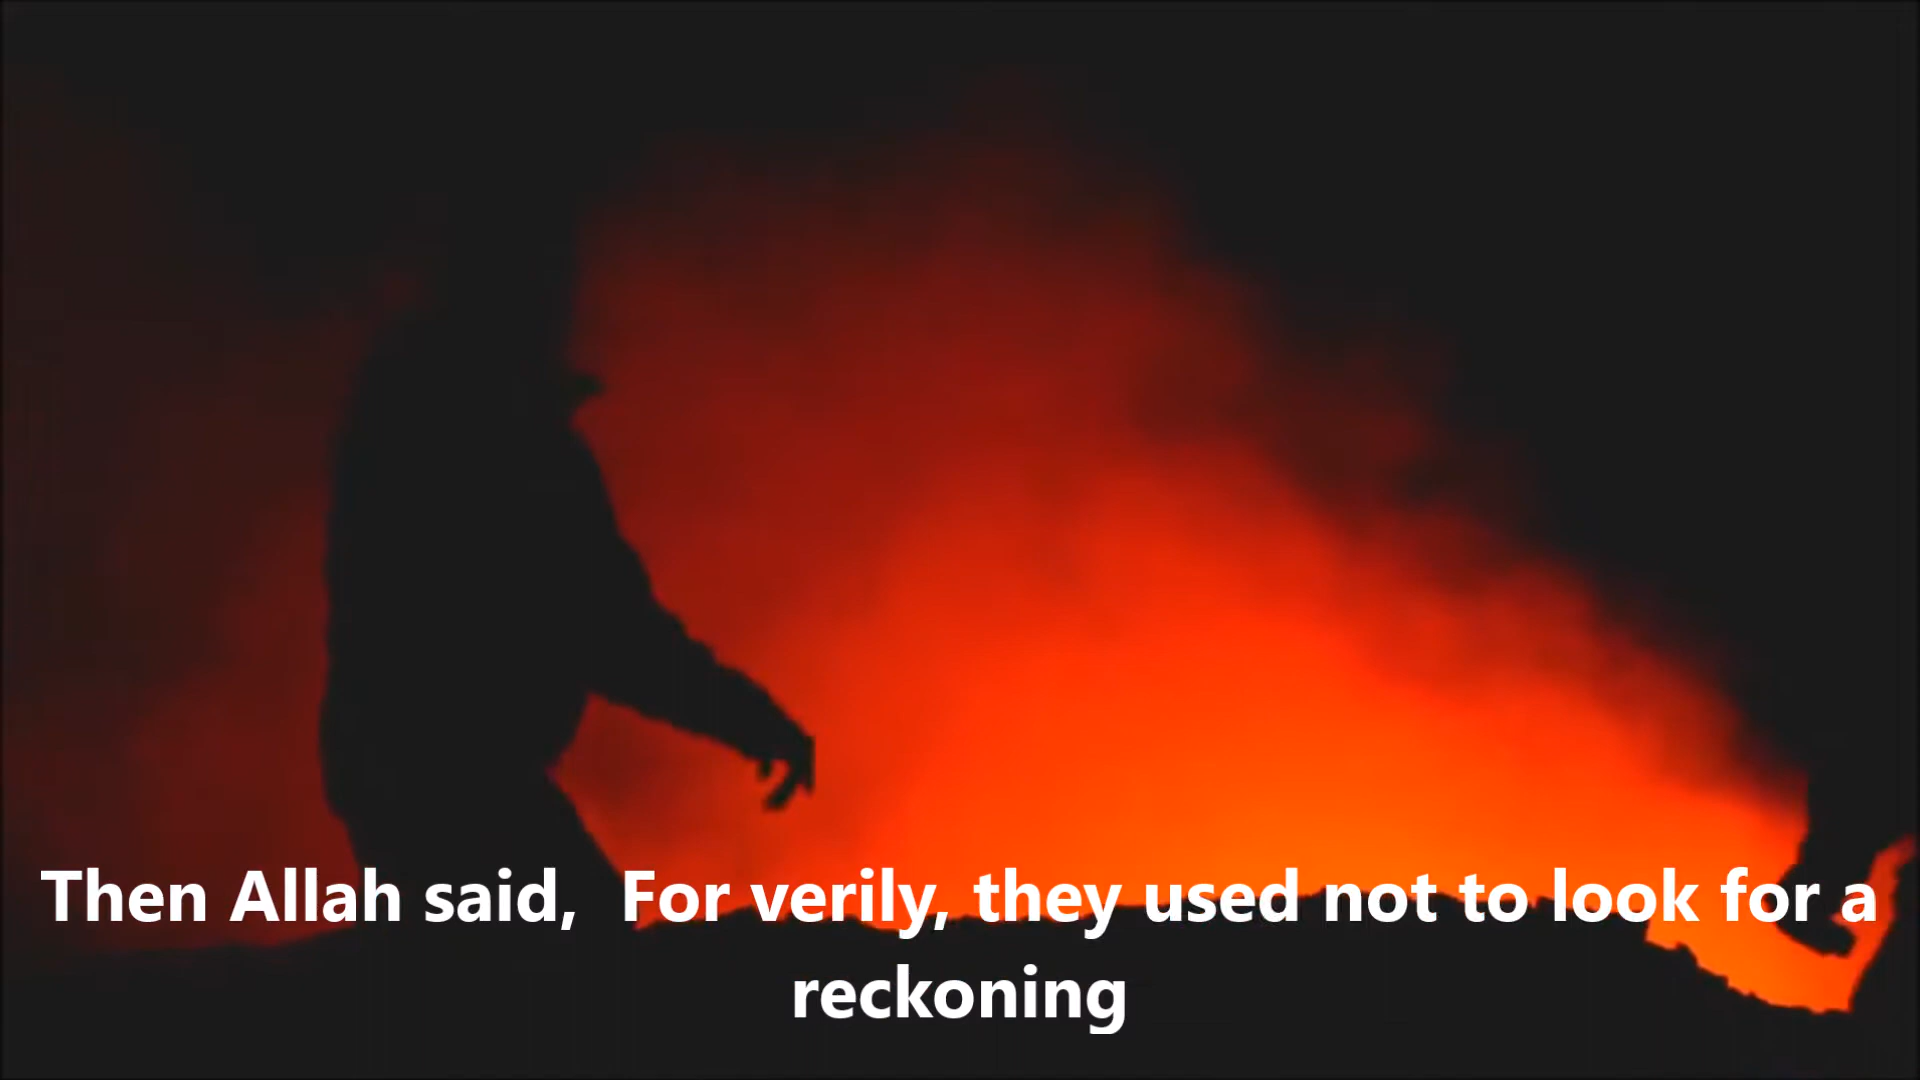 Then Allah said,  For verily, they used not to look for a
reckoning